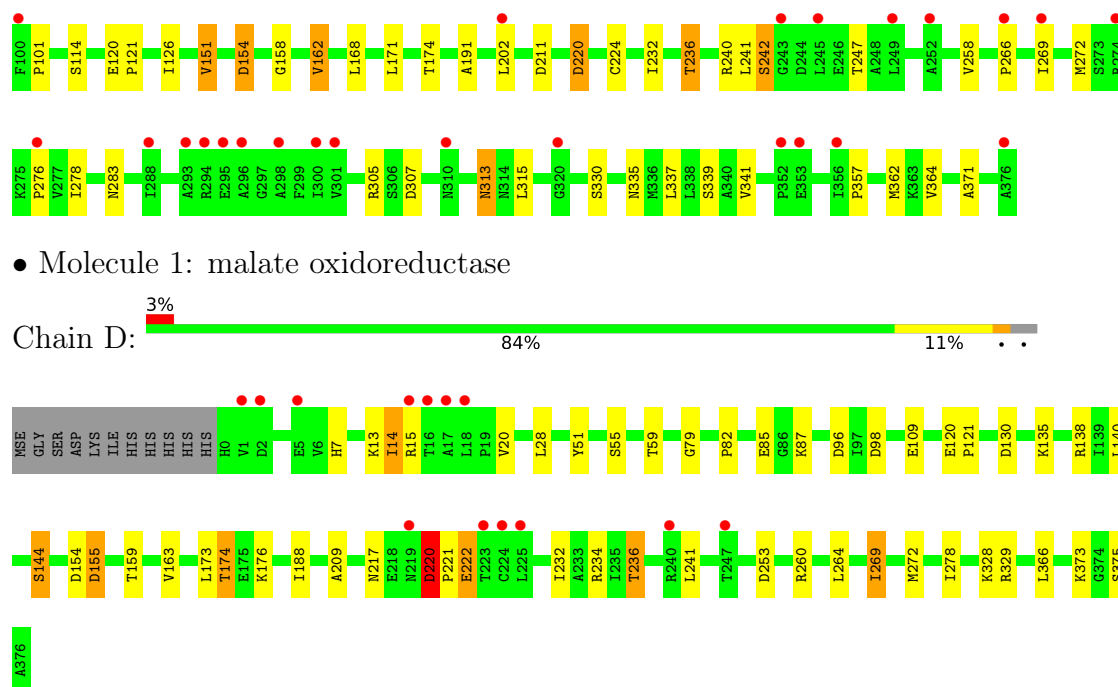 F100 P101 S114 E120 P121 I126 V151 D154 G158 V162 L168 L171 T174 A191 L202 D211 D220 C224 I232 T236 R240 L241 S242 G243 D244 L245 E246 T247 A248 L249 A252 V258 P266 I269 M272 S273
K275 P276 V277 I278 N283 I288 A293 R294 E295 A296 G297 A298 F299 I300 V301 R305 S306 D307 N310 N313 N314 L315 G320 S330 N335 M336 L337 L338 S339 A340 V341 P352 E353 I356 P357 M362 K363 V364 A371 A376
• Molecule 1: malate oxidoreductase
3%
Chain D:
84% 11% • •
MSE GLY SER ASP LYS ILE HIS HIS HIS HIS HIS H0 V1 D2 E5 V6 H7 K13 I14 R15 T16 A17 L18 P19 V20 L28 Y51 S55 T59 G79 P82 E85 G86 K87 D96 I97 D98 E109 E120 P121 D130 K135 R138 I139
S144 D154 D155 T159 V163 L173 T174 E175 K176 I188 A209 N217 E218 N219 D220 P221 E222 T223 C224 L225 I232 A233 R234 I235 T236 R240 L241 T247 D253 R260 L264 I269 M272 I278 K328 R329 L366 K373 G374
A376